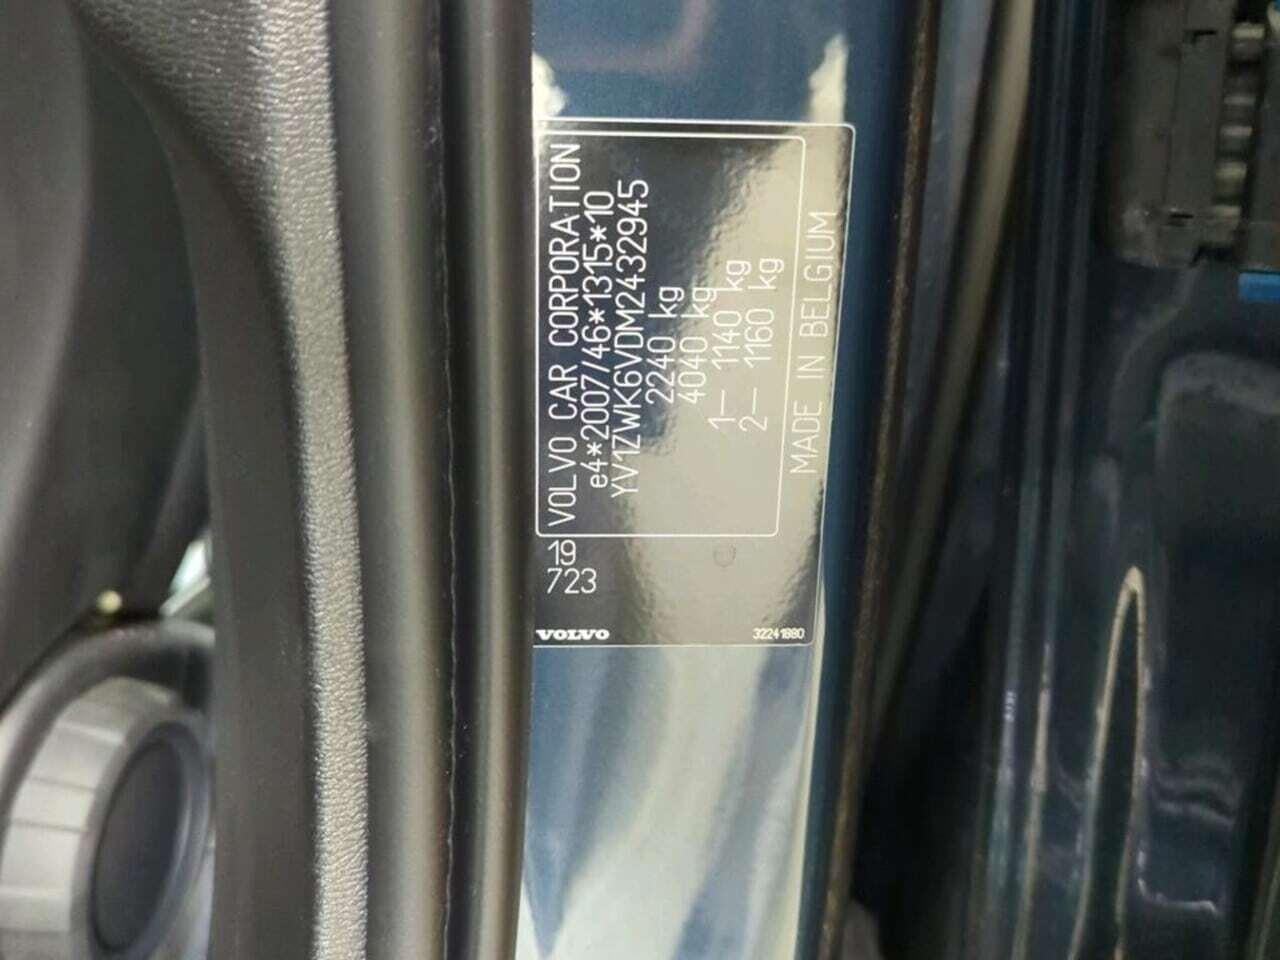 VOLVO CAR CORPORATION
e4*2007/46*1315*10
YV1ZWK6VDM2432945
2240 kg
4040 kg
1- 1140 kg
2- 1160 kg
MADE IN BELGIUM
19
723
VOLVO
32241880